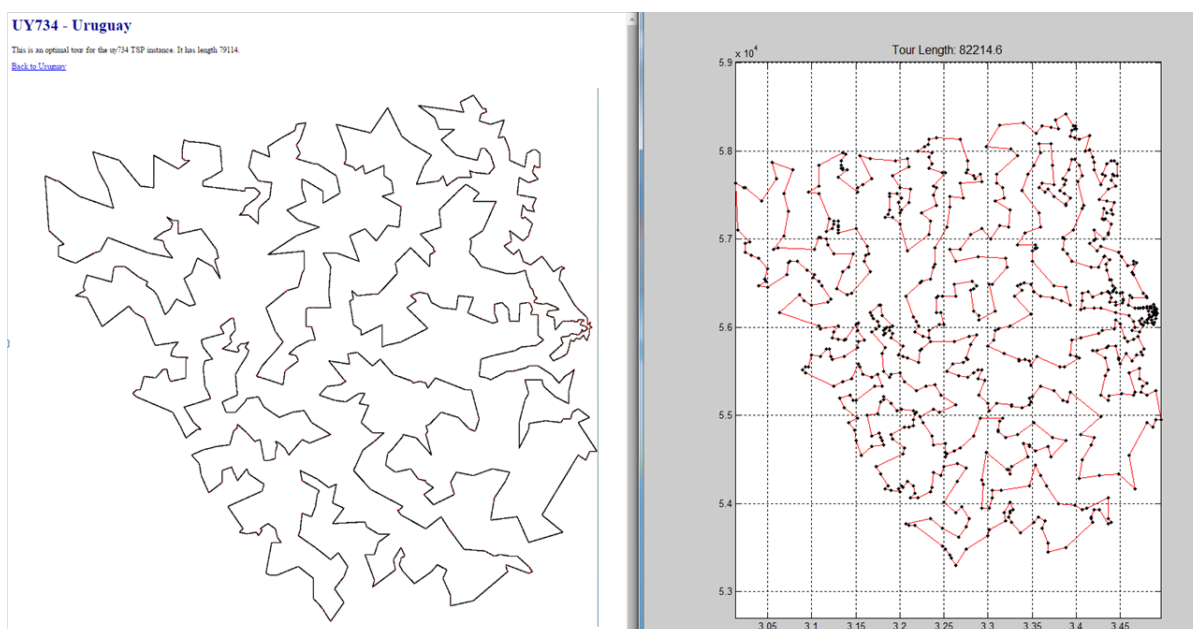 UY734 - Uruguay
This is an optimal tour for the uy734 TSP instance. It has length 79114.
Back to Uruguay
Tour Length: 82214.6
x 10^4
5.9
5.8
5.7
5.6
5.5
5.4
5.3
3.05 3.1 3.15 3.2 3.25 3.3 3.35 3.4 3.45